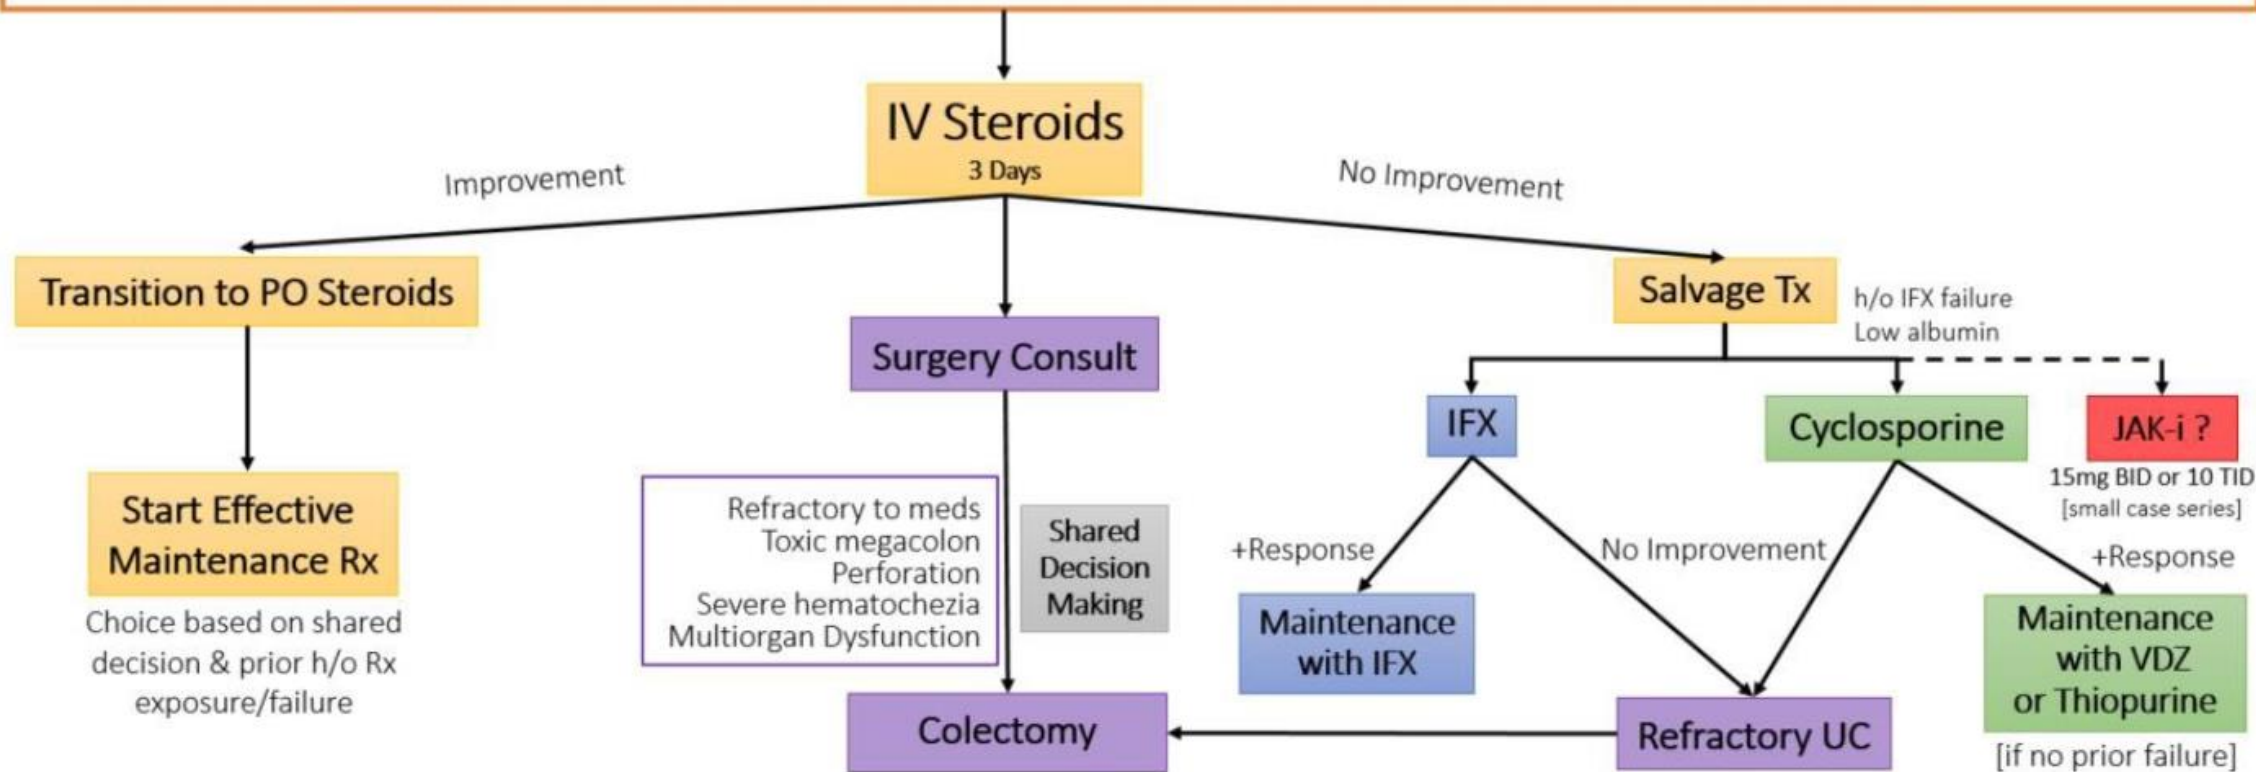 IV Steroids
3 Days
Improvement
No Improvement
Transition to PO Steroids
Salvage Tx
h/o IFX failure
Low albumin
Surgery Consult
IFX
Cyclosporine
JAK-i ?
15mg BID or 10 TID
[small case series]
Start Effective
Maintenance Rx
Choice based on shared
decision & prior h/o Rx
exposure/failure
Refractory to meds
Toxic megacolon
Perforation
Severe hematochezia
Multiorgan Dysfunction
Shared
Decision
Making
+Response
No Improvement
+Response
Maintenance
with IFX
Maintenance
with VDZ
or Thiopurine
[if no prior failure]
Colectomy
Refractory UC